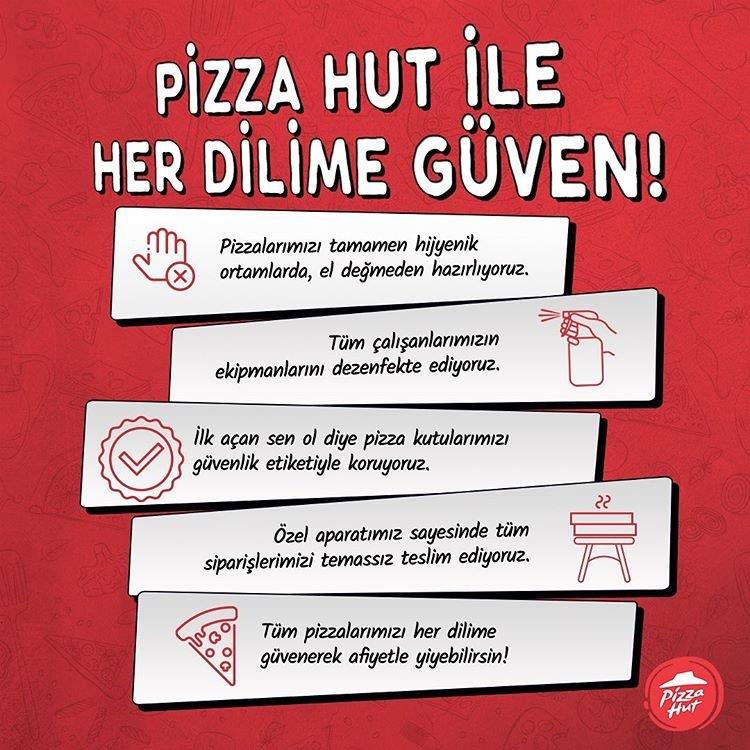 PİZZA HUT İLE
HER DİLİME GÜVEN!
Pizzalarımızı tamamen hijyenik
ortamlarda, el değmeden hazırlıyoruz.
Tüm çalışanlarımızın
ekipmanlarını dezenfekte ediyoruz.
İlk açan sen ol diye pizza kutularımızı
güvenlik etiketiyle koruyoruz.
Özel aparatımız sayesinde tüm
siparişlerimizi temassız teslim ediyoruz.
Tüm pizzalarımızı her dilime
güvenerek afiyetle yiyebilirsin!
Pizza
Hut